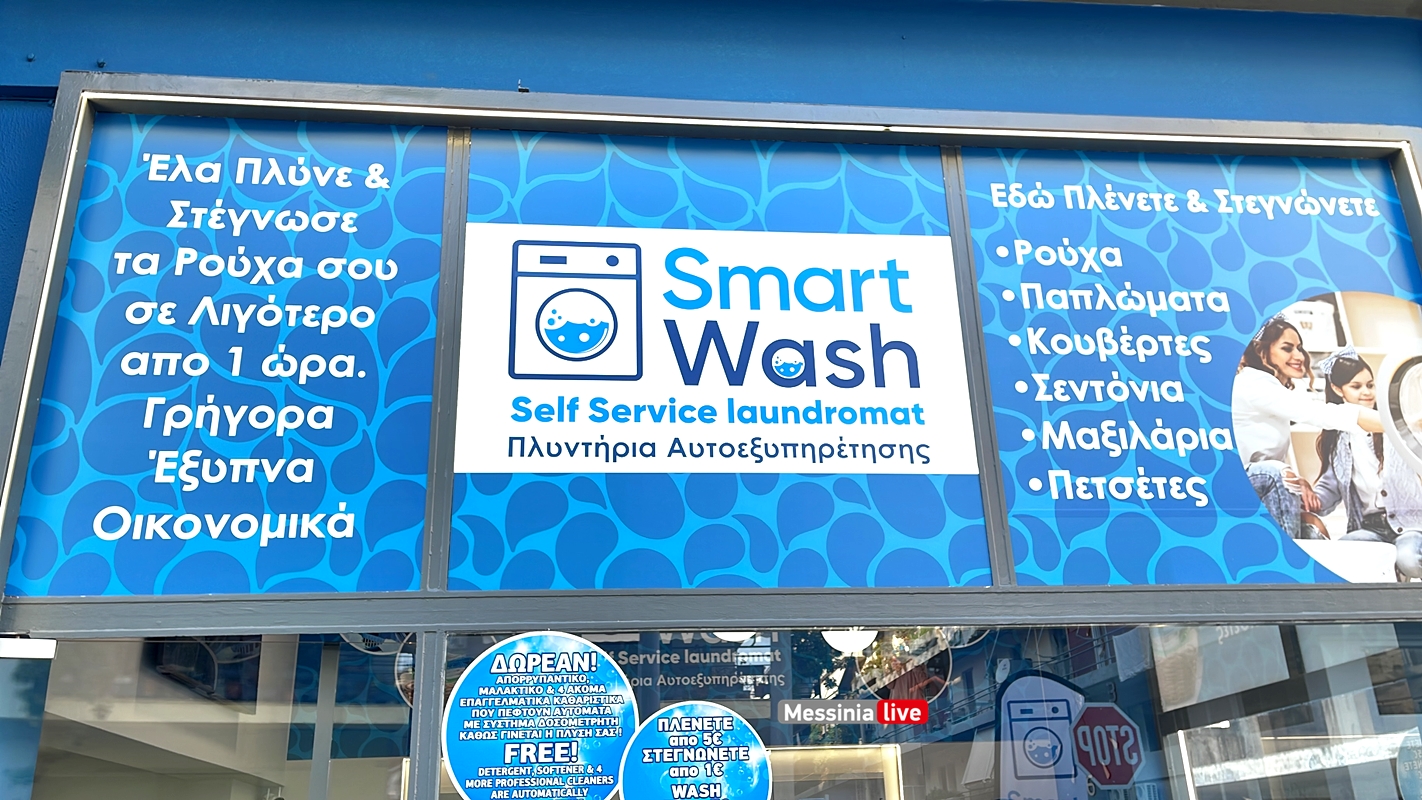 Έλα Πλύνε &
Στέγνωσε
τα Ρούχα σου
σε Λιγότερο
απο 1 ώρα.
Γρήγορα
Έξυπνα
Οικονομικά
Smart
Wash
Self Service laundromat
Πλυντήρια Αυτοεξυπηρέτησης
Εδώ Πλένετε & Στεγνώνετε
•Ρούχα
•Παπλώματα
•Κουβέρτες
•Σεντόνια
•Μαξιλάρια
•Πετσέτες
ΔΩΡΕΑΝ!
ΑΠΟΡΡΥΠΑΝΤΙΚΟ,
ΜΑΛΑΚΤΙΚΟ & 4 ΑΚΟΜΑ
ΕΠΑΓΓΕΛΜΑΤΙΚΑ ΚΑΘΑΡΙΣΤΙΚΑ
ΠΟΥ ΠΕΦΤΟΥΝ ΑΥΤΟΜΑΤΑ
ΜΕ ΣΥΣΤΗΜΑ ΔΟΣΟΜΕΤΡΗΤΗ
ΚΑΘΩΣ ΓΙΝΕΤΑΙ Η ΠΛΥΣΗ ΣΑΣ!
FREE!
DETERGENT, SOFTENER & 4
MORE PROFESSIONAL CLEANERS
ARE AUTOMATICALLY
ΠΛΕΝΕΤΕ
απο 5€
ΣΤΕΓΝΩΝΕΤΕ
απο 1€
WASH
Service laundromat
Αυτοεξυπηρέτησης
Messinia live
STOP